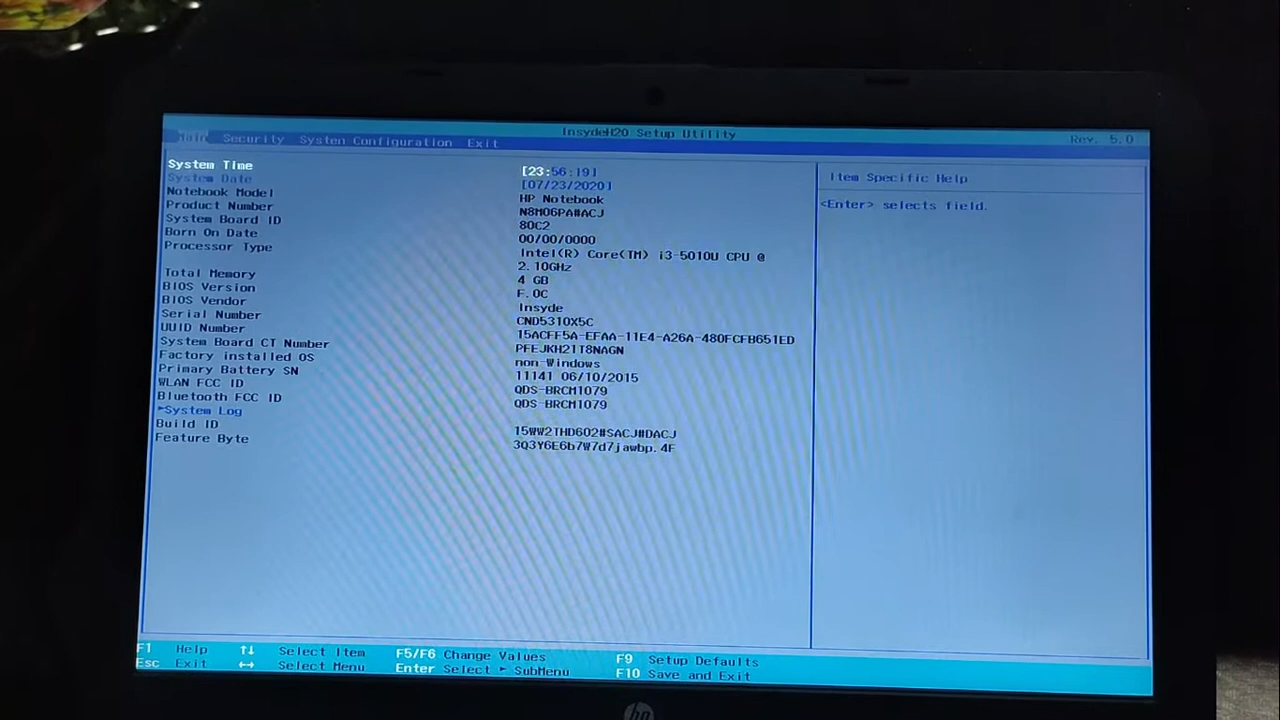 InsydeH20 Setup Utility Rev. 5.0
Main Security System Configuration Exit
System Time [23:56:19]
System Date [07/23/2020]
Notebook Model HP Notebook
Product Number N8M06PA#ACJ
System Board ID 80C2
Born On Date 00/00/0000
Processor Type Intel(R) Core(TM) i3-5010U CPU @
2.10GHz
Total Memory 4 GB
BIOS Version F.0C
BIOS Vendor Insyde
Serial Number CND5310X5C
UUID Number 15ACFF5A-EFAA-11E4-A26A-480FCFB651ED
System Board CT Number PFEJKH21T8NAGN
Factory installed OS non-Windows
Primary Battery SN 11141 06/10/2015
WLAN FCC ID QDS-BRCM1079
Bluetooth FCC ID QDS-BRCM1079
►System Log
Build ID 15WW2THD602#SACJ#DACJ
Feature Byte 3Q3Y6E6b7W7d7jawbp.4F
Item Specific Help
<Enter> selects field.
F1 Help ↑↓ Select Item F5/F6 Change Values F9 Setup Defaults
Esc Exit ↔ Select Menu Enter Select ► SubMenu F10 Save and Exit
hp